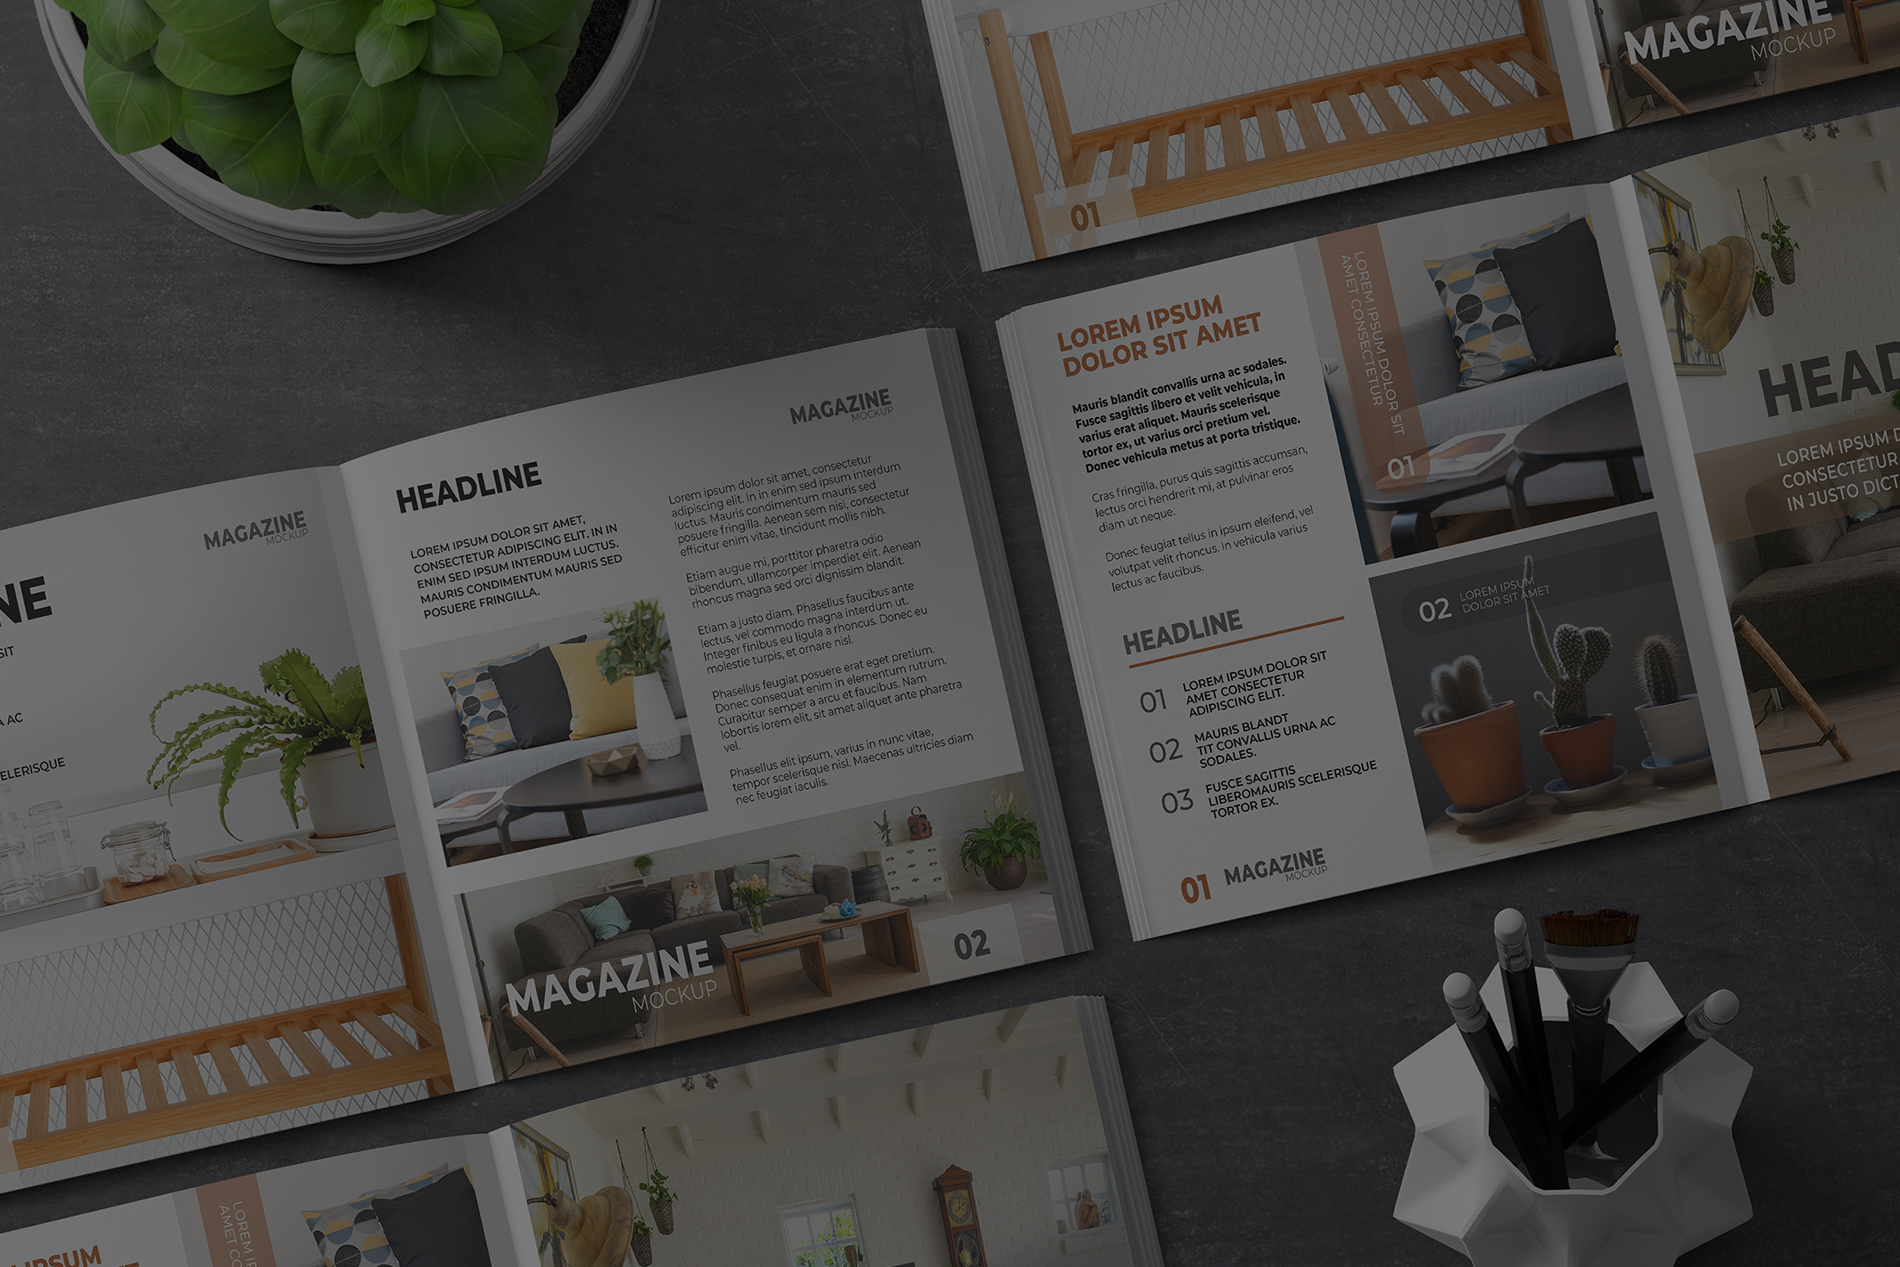 MAGAZINE
MOCKUP
01
MAGAZINE
MOCKUP
NE
SIT
A AC
ELERISQUE
HEADLINE
LOREM IPSUM DOLOR SIT AMET,
CONSECTETUR ADIPISCING ELIT. IN IN
ENIM SED IPSUM INTERDUM LUCTUS.
MAURIS CONDIMENTUM MAURIS SED
POSUERE FRINGILLA.
MAGAZINE
MOCKUP
Lorem ipsum dolor sit amet, consectetur
adipiscing elit. In in enim sed ipsum interdum
luctus. Mauris condimentum mauris sed
posuere fringilla. Aenean sem nisi, consectetur
efficitur enim vitae, tincidunt mollis nibh.
Etiam augue mi, porttitor pharetra odio
bibendum, ullamcorper imperdiet elit. Aenean
rhoncus magna sed orci dignissim blandit.
Etiam a justo diam. Phasellus faucibus ante
lectus, vel commodo magna interdum ut.
Integer finibus eu ligula a rhoncus. Donec eu
molestie turpis, et ornare nisl.
Phasellus feugiat posuere erat eget pretium.
Donec consequat enim in elementum rutrum.
Curabitur semper a arcu et faucibus. Nam
lobortis lorem elit, sit amet aliquet ante pharetra
vel.
Phasellus elit ipsum, varius in nunc vitae,
tempor scelerisque nisl. Maecenas ultricies diam
nec feugiat iaculis.
MAGAZINE
MOCKUP
02
LOREM IPSUM
DOLOR SIT AMET
Mauris blandit convallis urna ac sodales.
Fusce sagittis libero et velit vehicula, in
varius erat aliquet. Mauris scelerisque
tortor ex, ut varius orci pretium vel.
Donec vehicula metus at porta tristique.
Cras fringilla, purus quis sagittis accumsan,
lectus orci hendrerit mi, at pulvinar eros
diam ut neque.
Donec feugiat tellus in ipsum eleifend, vel
volutpat velit rhoncus. In vehicula varius
lectus ac faucibus.
HEADLINE
01
LOREM IPSUM DOLOR SIT
AMET CONSECTETUR
ADIPISCING ELIT.
02
MAURIS BLANDT
TIT CONVALLIS URNA AC
SODALES.
03
FUSCE SAGITTIS
LIBEROMAURIS SCELERISQUE
TORTOR EX.
01
MAGAZINE
MOCKUP
LOREM IPSUM DOLOR SIT
AMET CONSECTETUR
01
02
LOREM IPSUM
DOLOR SIT AMET
HEAD
LOREM IPSUM D
CONSECTETUR
IN JUSTO DICT
IPSUM
LOREM IP
AMET CO